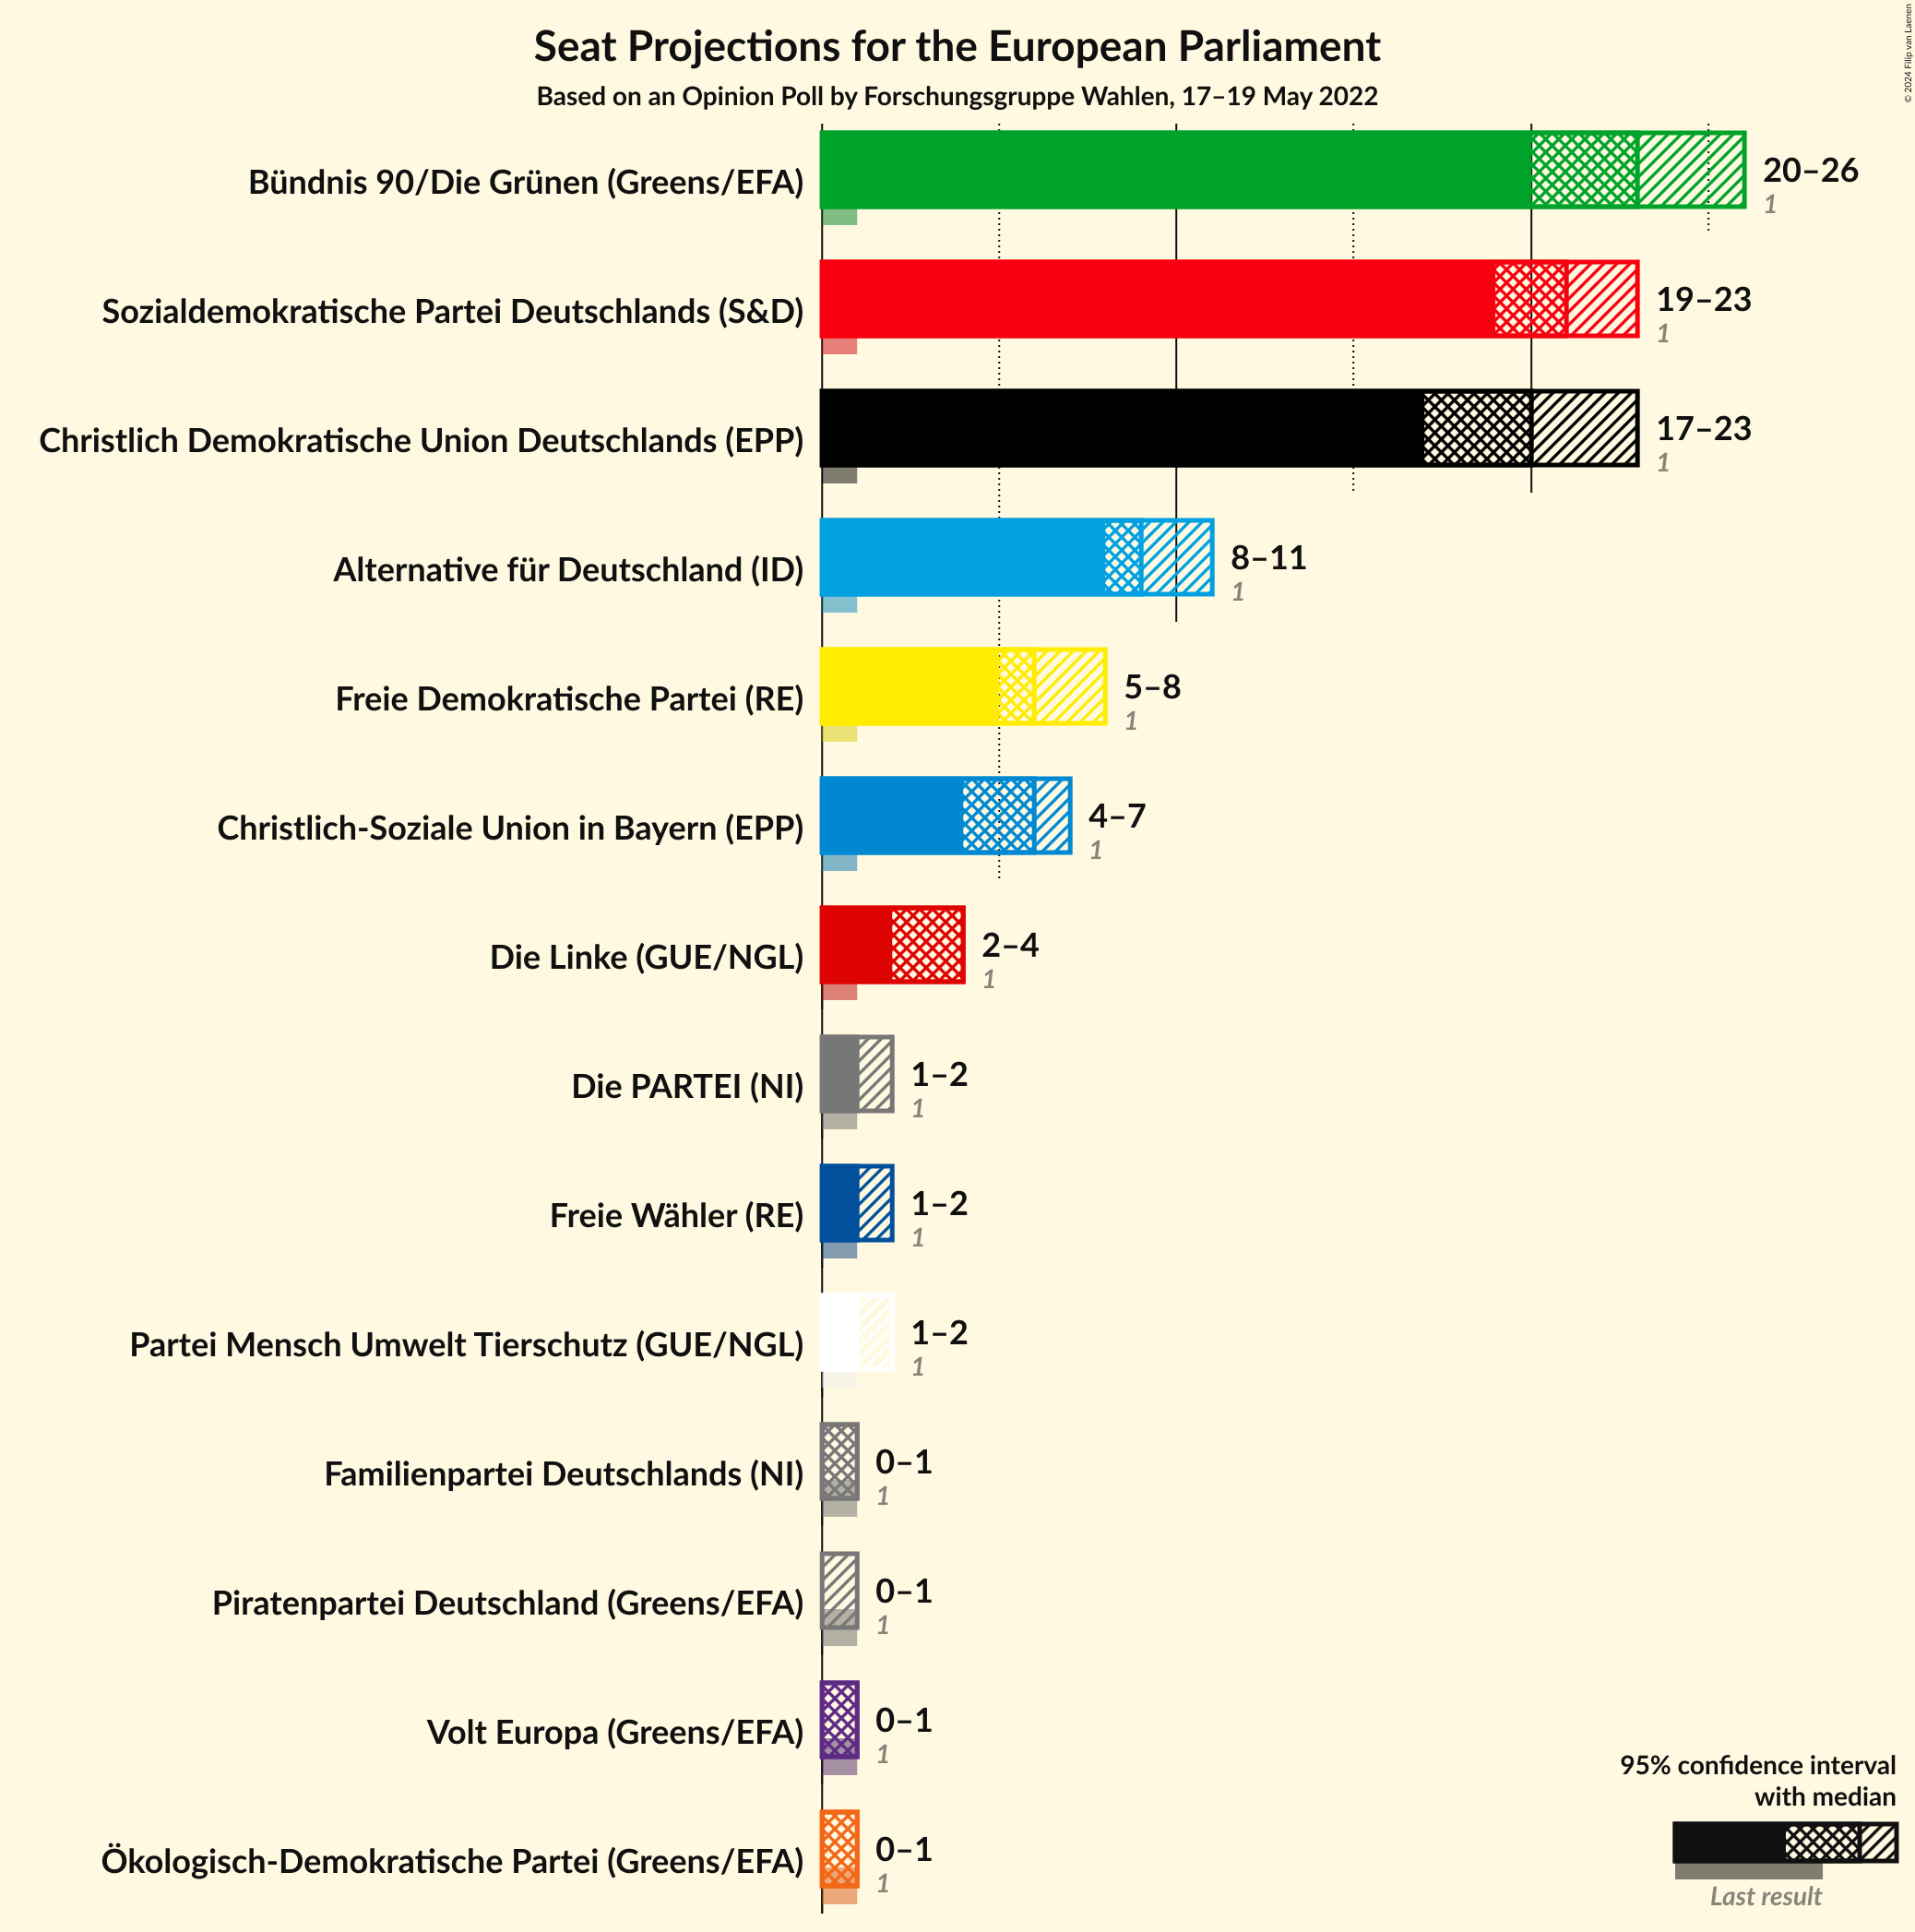 Seat Projections for the European Parliament
Based on an Opinion Poll by Forschungsgruppe Wahlen, 17–19 May 2022
© 2024 Filip van Laenen
Bündnis 90/Die Grünen (Greens/EFA)
20–26
1
Sozialdemokratische Partei Deutschlands (S&D)
19–23
1
Christlich Demokratische Union Deutschlands (EPP)
17–23
1
Alternative für Deutschland (ID)
8–11
1
Freie Demokratische Partei (RE)
5–8
1
Christlich-Soziale Union in Bayern (EPP)
4–7
1
Die Linke (GUE/NGL)
2–4
1
Die PARTEI (NI)
1–2
1
Freie Wähler (RE)
1–2
1
Partei Mensch Umwelt Tierschutz (GUE/NGL)
1–2
1
Familienpartei Deutschlands (NI)
0–1
1
Piratenpartei Deutschland (Greens/EFA)
0–1
1
Volt Europa (Greens/EFA)
0–1
1
Ökologisch-Demokratische Partei (Greens/EFA)
0–1
1
95% confidence interval
with median
Last result